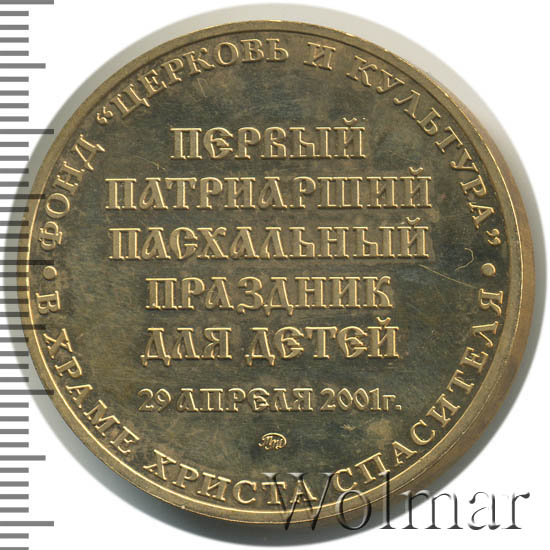 ФОНД "ЦЕРКОВЬ И КУЛЬТУРА"
ПЕРВЫЙ
ПАТРИАРШИЙ
ПАСХАЛЬНЫЙ
ПРАЗДНИК
ДЛЯ ДЕТЕЙ
29 АПРЕЛЯ 2001г.
В ХРАМЕ ХРИСТА СПАСИТЕЛЯ
Wolmar